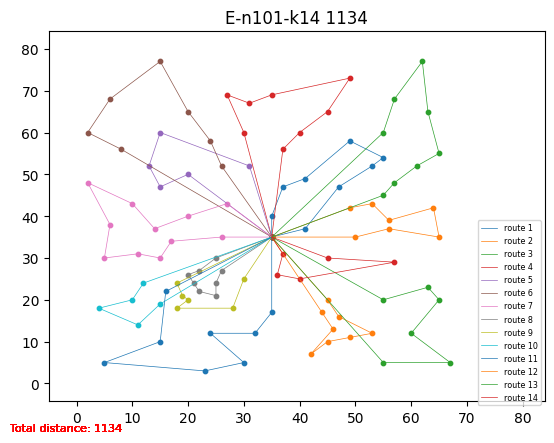 E-n101-k14 1134
80
70
60
50
40
30
20
10
0
0 10 20 30 40 50 60 70 80
route 1
route 2
route 3
route 4
route 5
route 6
route 7
route 8
route 9
route 10
route 11
route 12
route 13
route 14
Total distance: 1134